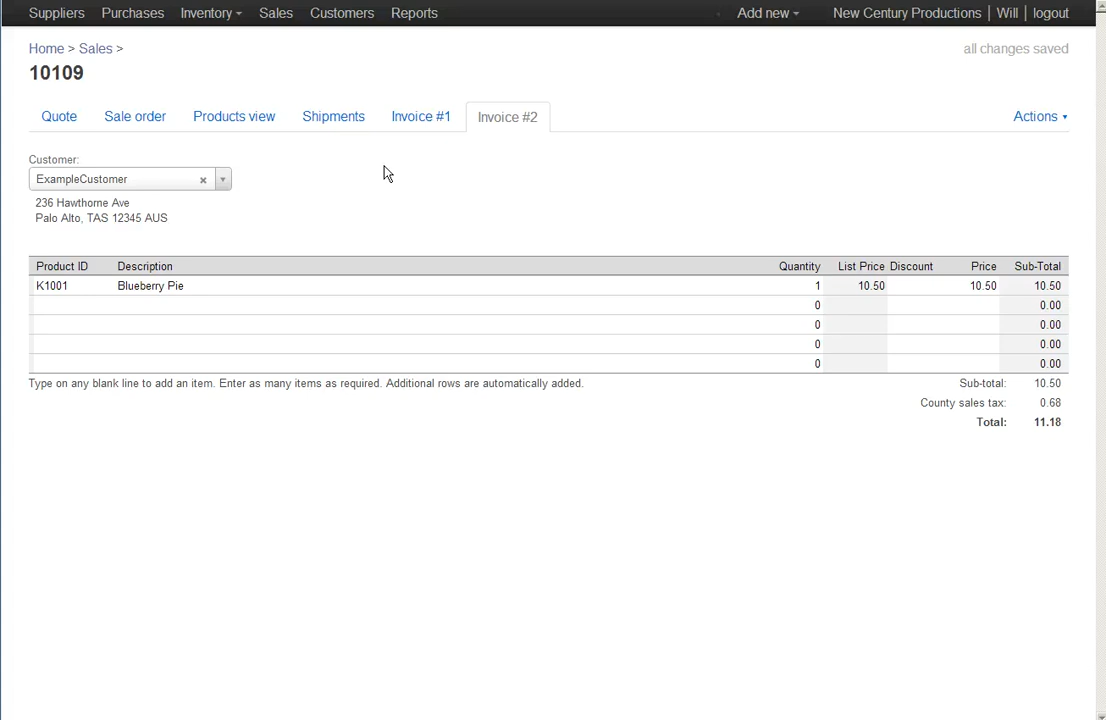 Suppliers Purchases Inventory Sales Customers Reports Add new New Century Productions | Will | logout
Home > Sales > all changes saved
10109
Quote Sale order Products view Shipments Invoice #1 Invoice #2 Actions
Customer:
ExampleCustomer ×
236 Hawthorne Ave
Palo Alto, TAS 12345 AUS
Product ID Description Quantity List Price Discount Price Sub-Total
K1001 Blueberry Pie 1 10.50 10.50 10.50
0 0.00
0 0.00
0 0.00
0 0.00
Type on any blank line to add an item. Enter as many items as required. Additional rows are automatically added. Sub-total: 10.50
County sales tax: 0.68
Total: 11.18